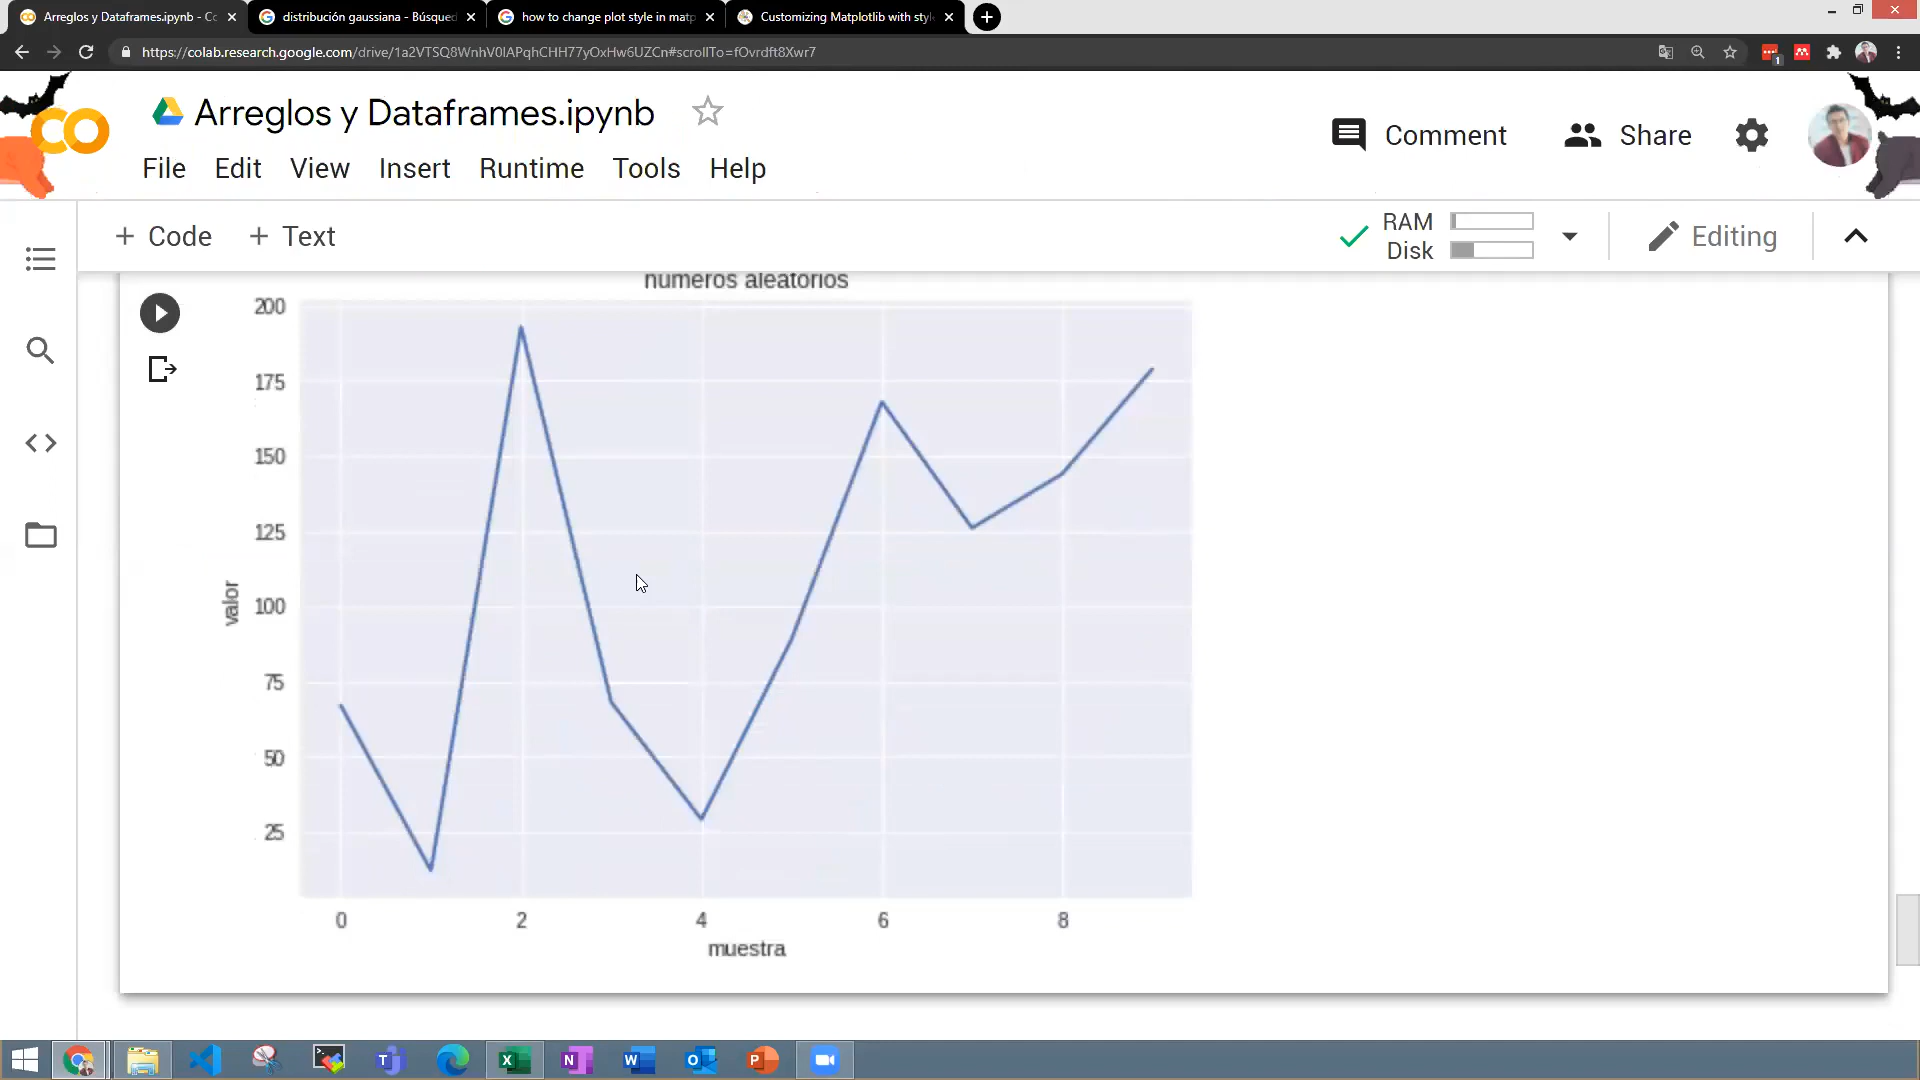 Arreglos y Dataframes.ipynb - Co
distribución gaussiana - Búsqued
how to change plot style in matp
Customizing Matplotlib with styl
https://colab.research.google.com/drive/1a2VTSQ8WnhV0lAPqhCHH77yOxHw6UZCn#scrollTo=fOvrdft8Xwr7
Arreglos y Dataframes.ipynb
Comment
Share
File Edit View Insert Runtime Tools Help
+ Code + Text
RAM
Disk
Editing
numeros aleatorios
200
175
150
125
100
75
50
25
valor
0 2 4 6 8
muestra